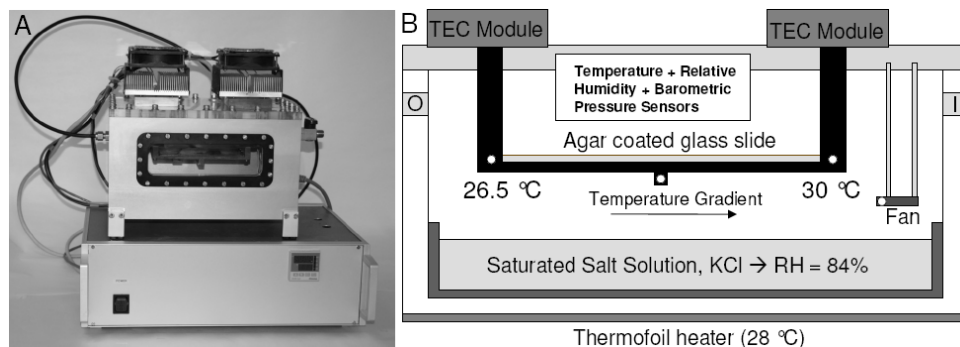 A
B
TEC Module
TEC Module
Temperature + Relative
Humidity + Barometric
Pressure Sensors
O
I
Agar coated glass slide
26.5 °C
30 °C
Temperature Gradient
Fan
Saturated Salt Solution, KCl → RH = 84%
Thermofoil heater (28 °C)